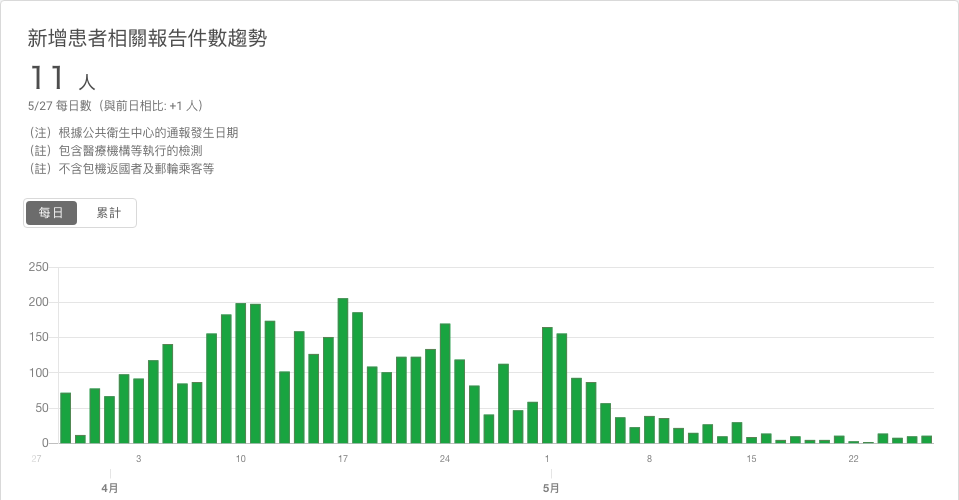 新增患者相關報告件數趨勢
11 人
5/27 每日數（與前日相比: +1 人）
（注）根據公共衛生中心的通報發生日期
（註）包含醫療機構等執行的檢測
（註）不含包機返國者及郵輪乘客等
每日 累計
250
200
150
100
50
0
27 3 10 17 24 1 8 15 22
4月 5月